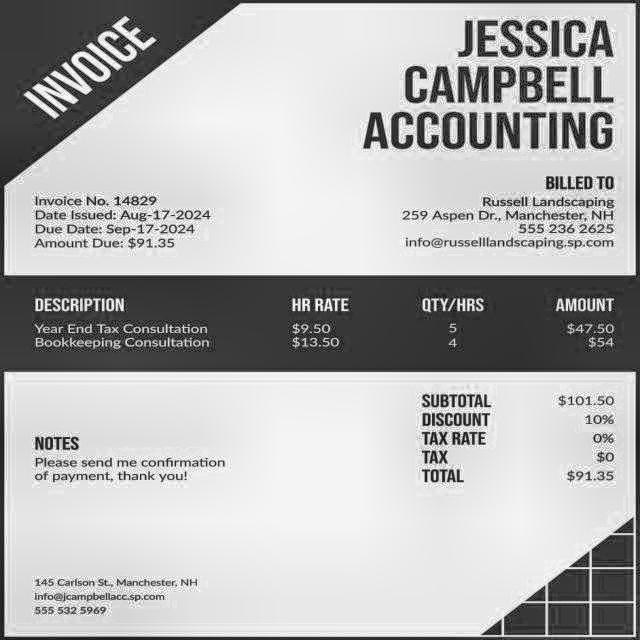 INVOICE
JESSICA
CAMPBELL
ACCOUNTING
BILLED TO
Invoice No. 14829
Russell Landscaping
Date Issued: Aug-17-2024
259 Aspen Dr., Manchester, NH
Due Date: Sep-17-2024
555 236 2625
Amount Due: $91.35
info@russelllandscaping.sp.com
DESCRIPTION HR RATE QTY/HRS AMOUNT
Year End Tax Consultation $9.50 5 $47.50
Bookkeeping Consultation $13.50 4 $54
SUBTOTAL $101.50
DISCOUNT 10%
TAX RATE 0%
TAX $0
TOTAL $91.35
NOTES
Please send me confirmation
of payment, thank you!
145 Carlson St., Manchester, NH
info@jcampbellacc.sp.com
555 532 5969